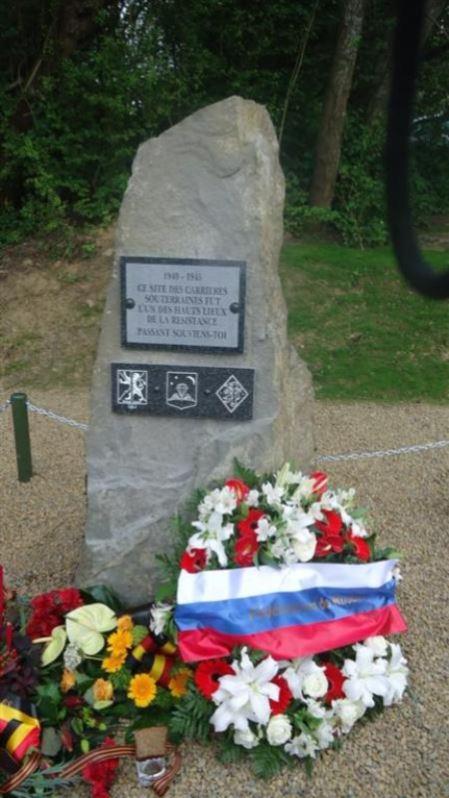 1940 - 1945
CE SITE DES CARRIERES
SOUTERRAINES FUT
L'UN DES HAUTS LIEUX
DE LA RESISTANCE
PASSANT SOUVIENS-TOI